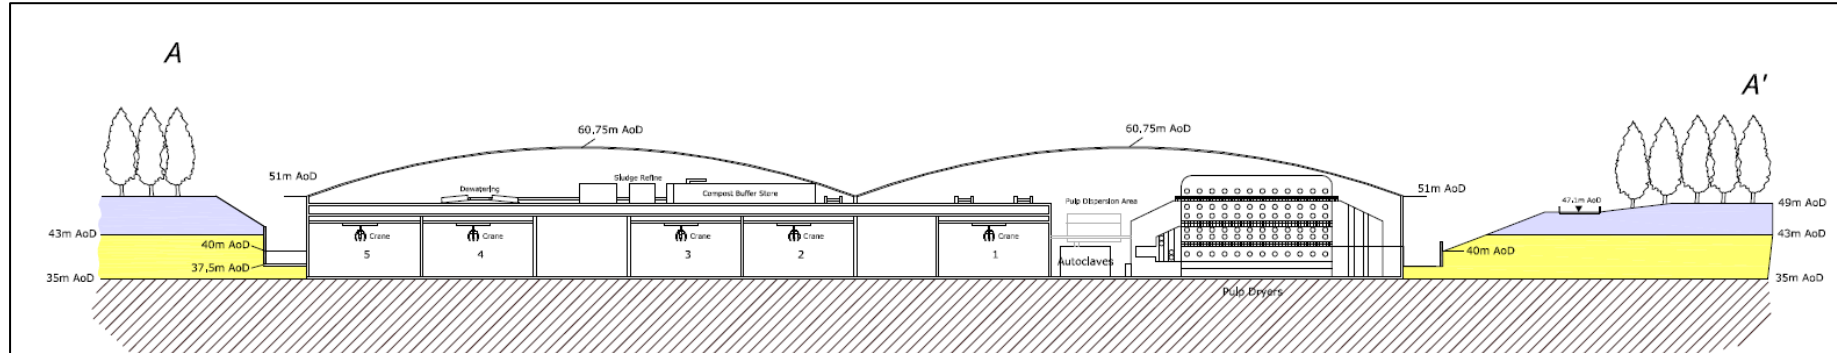 A
A'
60.75m AoD
60.75m AoD
51m AoD
Dewatering
Sludge Refine
Compost Buffer Store
Pulp Dispersion Area
51m AoD
47.1m AoD
49m AoD
43m AoD
43m AoD
40m AoD
37.5m AoD
35m AoD
Crane
Crane
Crane
Crane
Crane
5
4
3
2
1
Autoclaves
40m AoD
35m AoD
Pulp Dryers